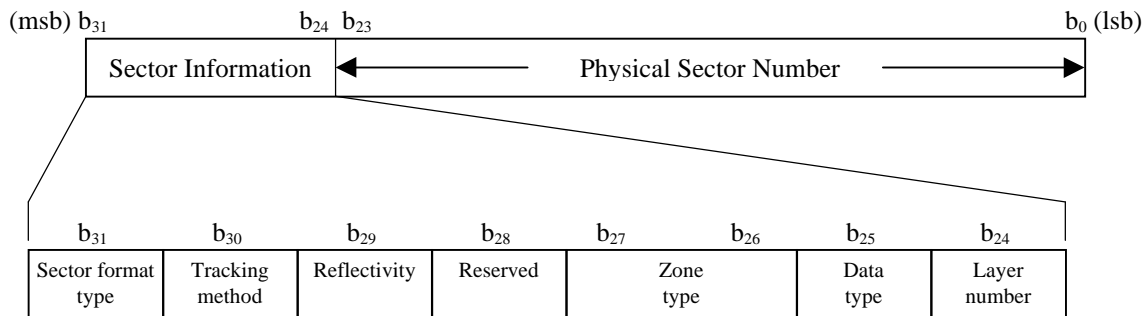 (msb) b₃₁ b₂₄ b₂₃ b₀ (lsb)
Sector Information Physical Sector Number
b₃₁ b₃₀ b₂₉ b₂₈ b₂₇ b₂₆ b₂₅ b₂₄
Sector format Tracking Reflectivity Reserved Zone Data Layer
type method type type number